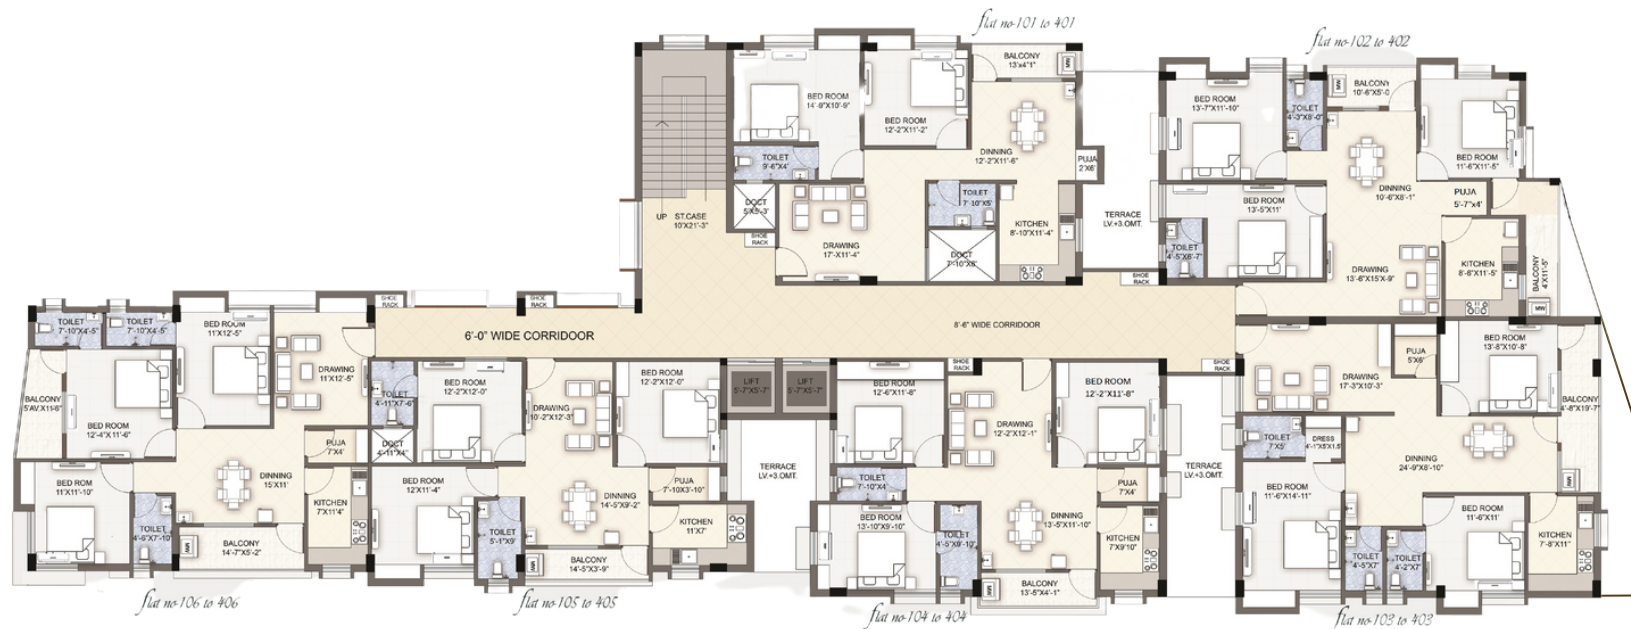 flat no-101 to 401
BALCONY
13'x4'1"
MW
BED ROOM
14'-9"X10'-9"
BED ROOM
12'-2"X11'-2"
DINNING
12'-2"X11'-6"
TOILET
9'-6"X4'
PUJA
2'X6'
DOCT
5'X5'-3"
TOILET
7'-10"X5'
SHOE
RACK
UP
ST.CASE
10'X21'-3"
DRAWING
17'-X11'-4"
KITCHEN
8'-10X11'-4"
DOCT
7'-10"X6'
TERRACE
LV.+3.OMT.
SHOE
RACK
flat no-102 to 402
BED ROOM
13'-7"X11'-10"
TOILET
4'-3"X8'-0"
MW
BALCONY
10'-6"X5'-0
BED ROOM
11'-6"X11'-5"
DINNING
10'-6"X8'-1"
PUJA
5'-7"x4'
BED ROOM
13'-5"X11'
TOILET
4'-5"X6'-7"
DRAWING
13'-6"X15'X-9"
KITCHEN
8'-8"X11'-5"
BALCONY
4'X11'-5"
MW
SHOE
RACK
SHOE
RACK
6'-0" WIDE CORRIDOOR
8'-6" WIDE CORRIDOOR
TOILET
7'-10"X4'-5"
TOILET
7'-10"X4'-5"
BED ROOM
11'X12'-5"
DRAWING
11'X12'-5"
BALCONY
5'AV.X11-6"
BED ROOM
12'-4"X11'-6"
PUJA
7'X4'
BED ROM
11'X11'-10"
DINNING
15'X11'
TOILET
4'-6"X7'-10"
KITCHEN
7'X11'4"
MW
BALCONY
14'-7"X5'-2"
flat no-106 to 406
TOILET
4'-11"X7'-6"
DOCT
4'-11"X4"
BED ROOM
12'-2"X12'-0"
DRAWING
10'-2"X12'-3"
BED ROOM
12'-2"X12'-0"
BED ROOM
12'X11'-4"
PUJA
7'-10X3'-10"
DINNING
14'-5"X9'-2"
TOILET
5'-1"X9'
KITCHEN
11'X7'
MW
BALCONY
14'-5"X3'-9"
flat no-105 to 405
LIFT
5'-7"X5'-7"
LIFT
5'-7"X5'-7"
TERRACE
LV.+3.OMT.
SHOE
RACK
BED ROOM
12'-6"X11'-8"
DRAWING
12'-2"X12'-1"
BED ROOM
12'-2"X11'-8"
TOILET
7'-10"X4'
PUJA
7'X4'
BED ROOM
13'-10"X9'-10"
TOILET
4'-5"X9'-10"
DINNING
13'-5"X11'-10"
KITCHEN
7'X9'10"
MW
BALCONY
13'-5"X4'-1"
flat no-104 to 404
SHOE
RACK
TERRACE
LV.+3.OMT.
PUJA
5'X6'
BED ROOM
13'-8"X10'-8"
DRAWING
17'-3"X10'-3"
BALCONY
4'-8"X19'-7"
TOILET
7'X5'
DRESS
4'-1"X5'X1.5'
DINNING
24'-9"X8'-10"
MW
BED ROOM
11'-6"X14'-11"
BED ROOM
11'-6"X11'
KITCHEN
7'-8"X11'
TOILET
4'-5"X7'
TOILET
4'-2"X7'
flat no-103 to 403